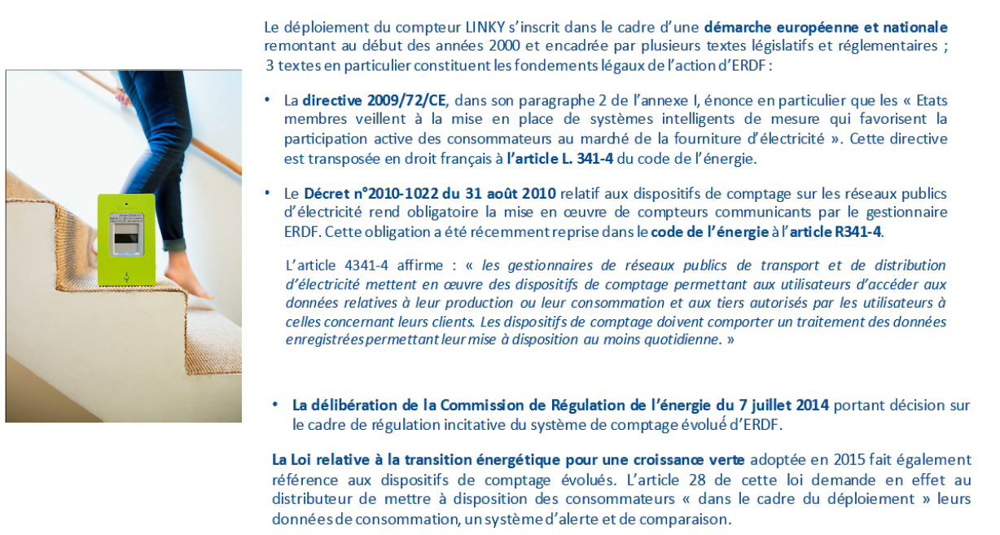 Le déploiement du compteur LINKY s’inscrit dans le cadre d’une démarche européenne et nationale
remontant au début des années 2000 et encadrée par plusieurs textes législatifs et réglementaires ;
3 textes en particulier constituent les fondements légaux de l’action d’ERDF :
• La directive 2009/72/CE, dans son paragraphe 2 de l’annexe I, énonce en particulier que les « Etats
membres veillent à la mise en place de systèmes intelligents de mesure qui favorisent la
participation active des consommateurs au marché de la fourniture d’électricité ». Cette directive
est transposée en droit français à l’article L. 341-4 du code de l’énergie.
• Le Décret n°2010-1022 du 31 août 2010 relatif aux dispositifs de comptage sur les réseaux publics
d’électricité rend obligatoire la mise en œuvre de compteurs communicants par le gestionnaire
ERDF. Cette obligation a été récemment reprise dans le code de l’énergie à l’article R341-4.
L’article 4341-4 affirme : « les gestionnaires de réseaux publics de transport et de distribution
d’électricité mettent en œuvre des dispositifs de comptage permettant aux utilisateurs d’accéder aux
données relatives à leur production ou leur consommation et aux tiers autorisés par les utilisateurs à
celles concernant leurs clients. Les dispositifs de comptage doivent comporter un traitement des données
enregistrées permettant leur mise à disposition au moins quotidienne. »
• La délibération de la Commission de Régulation de l’énergie du 7 juillet 2014 portant décision sur
le cadre de régulation incitative du système de comptage évolué d’ERDF.
La Loi relative à la transition énergétique pour une croissance verte adoptée en 2015 fait également
référence aux dispositifs de comptage évolués. L’article 28 de cette loi demande en effet au
distributeur de mettre à disposition des consommateurs « dans le cadre du déploiement » leurs
données de consommation, un système d’alerte et de comparaison.